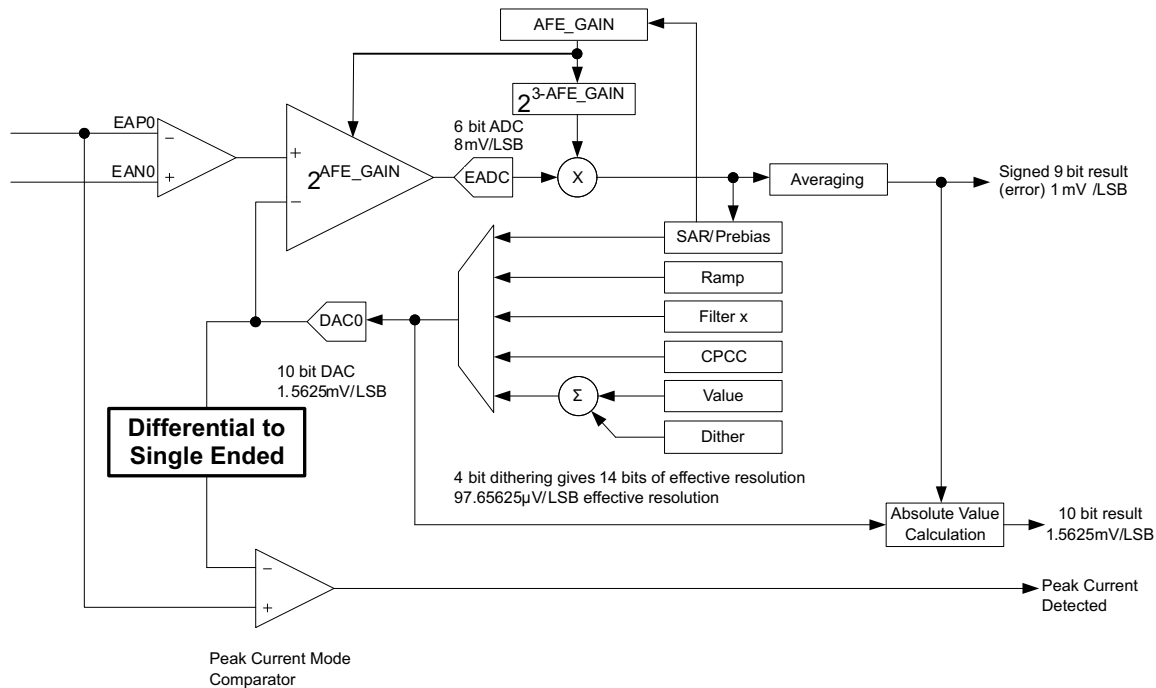 AFE_GAIN
2^3-AFE_GAIN
6 bit ADC
8mV/LSB
EAP0
EAN0
−
+
+
−
2^AFE_GAIN
EADC
X
Averaging
Signed 9 bit result
(error) 1 mV /LSB
SAR/Prebias
Ramp
Filter x
CPCC
Value
Dither
Σ
DAC0
10 bit DAC
1.5625mV/LSB
Differential to
Single Ended
4 bit dithering gives 14 bits of effective resolution
97.65625μV/LSB effective resolution
Absolute Value
Calculation
10 bit result
1.5625mV/LSB
−
+
Peak Current
Detected
Peak Current Mode
Comparator